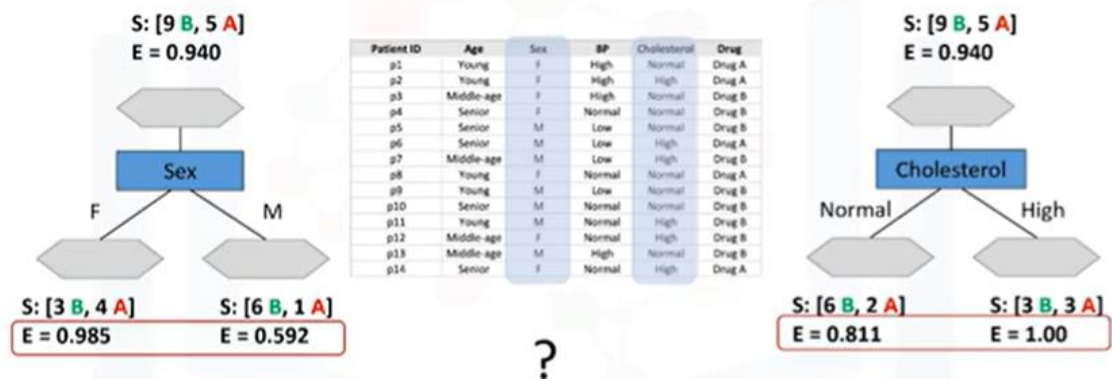 S: [9 B, 5 A]
E = 0.940
Sex
F
M
S: [3 B, 4 A]
S: [6 B, 1 A]
E = 0.985
E = 0.592
Patient ID Age Sex BP Cholesterol Drug
p1 Young F High Normal Drug A
p2 Young F High High Drug A
p3 Middle-age F High Normal Drug B
p4 Senior F Normal Normal Drug B
p5 Senior M Low Normal Drug B
p6 Senior M Low High Drug A
p7 Middle-age M Low High Drug B
p8 Young F Normal Normal Drug A
p9 Young M Low Normal Drug B
p10 Senior M Normal Normal Drug B
p11 Young M Normal High Drug B
p12 Middle-age F Normal High Drug B
p13 Middle-age M High Normal Drug B
p14 Senior F Normal High Drug A
?
S: [9 B, 5 A]
E = 0.940
Cholesterol
Normal
High
S: [6 B, 2 A]
S: [3 B, 3 A]
E = 0.811
E = 1.00